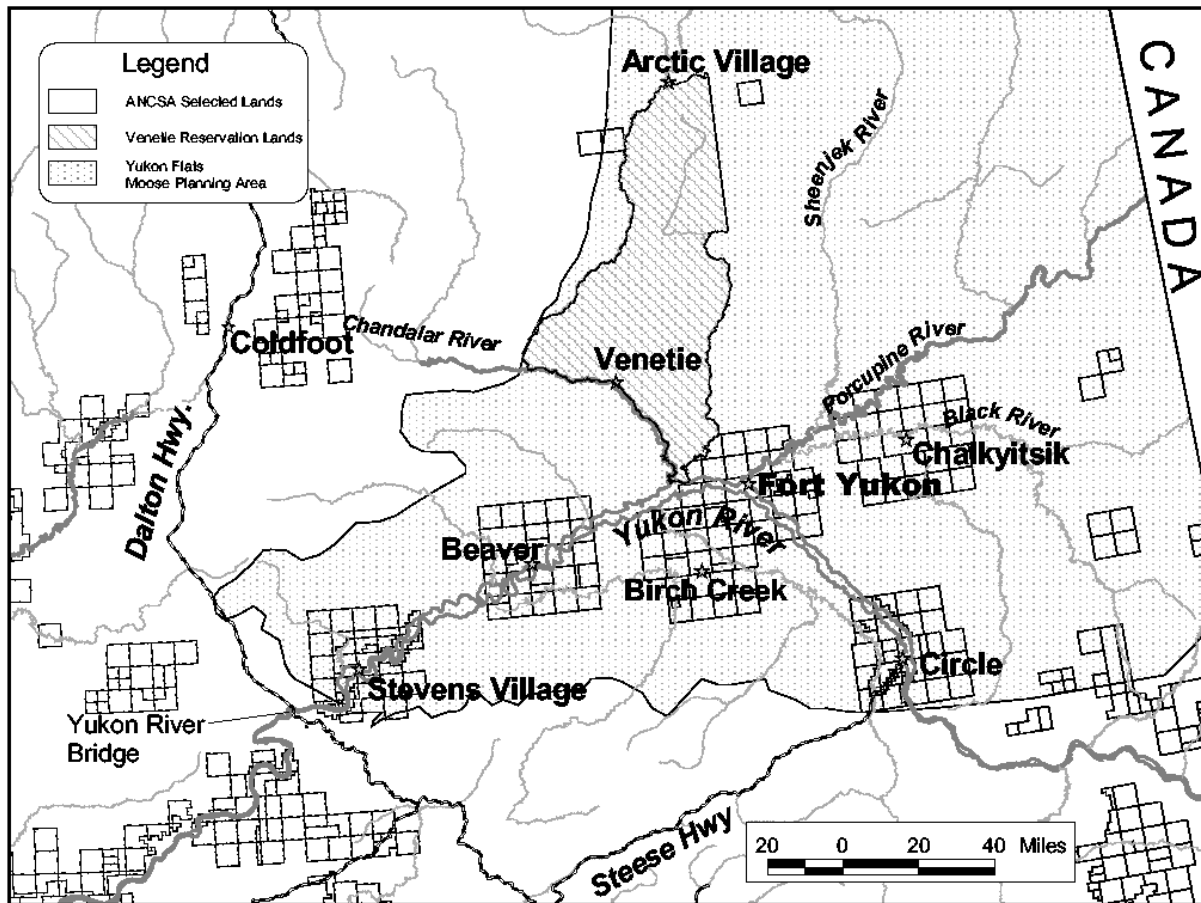 Legend
ANCSA Selected Lands
Venetie Reservation Lands
Yukon Flats
Moose Planning Area
Arctic Village
CANADA
Sheenjek River
Chandalar River
Coldfoot
Venetie
Porcupine River
Black River
Chalkyitsik
Dalton Hwy.
Fort Yukon
Yukon River
Beaver
Birch Creek
Circle
Stevens Village
Yukon River
Bridge
Steese Hwy
20 0 20 40 Miles